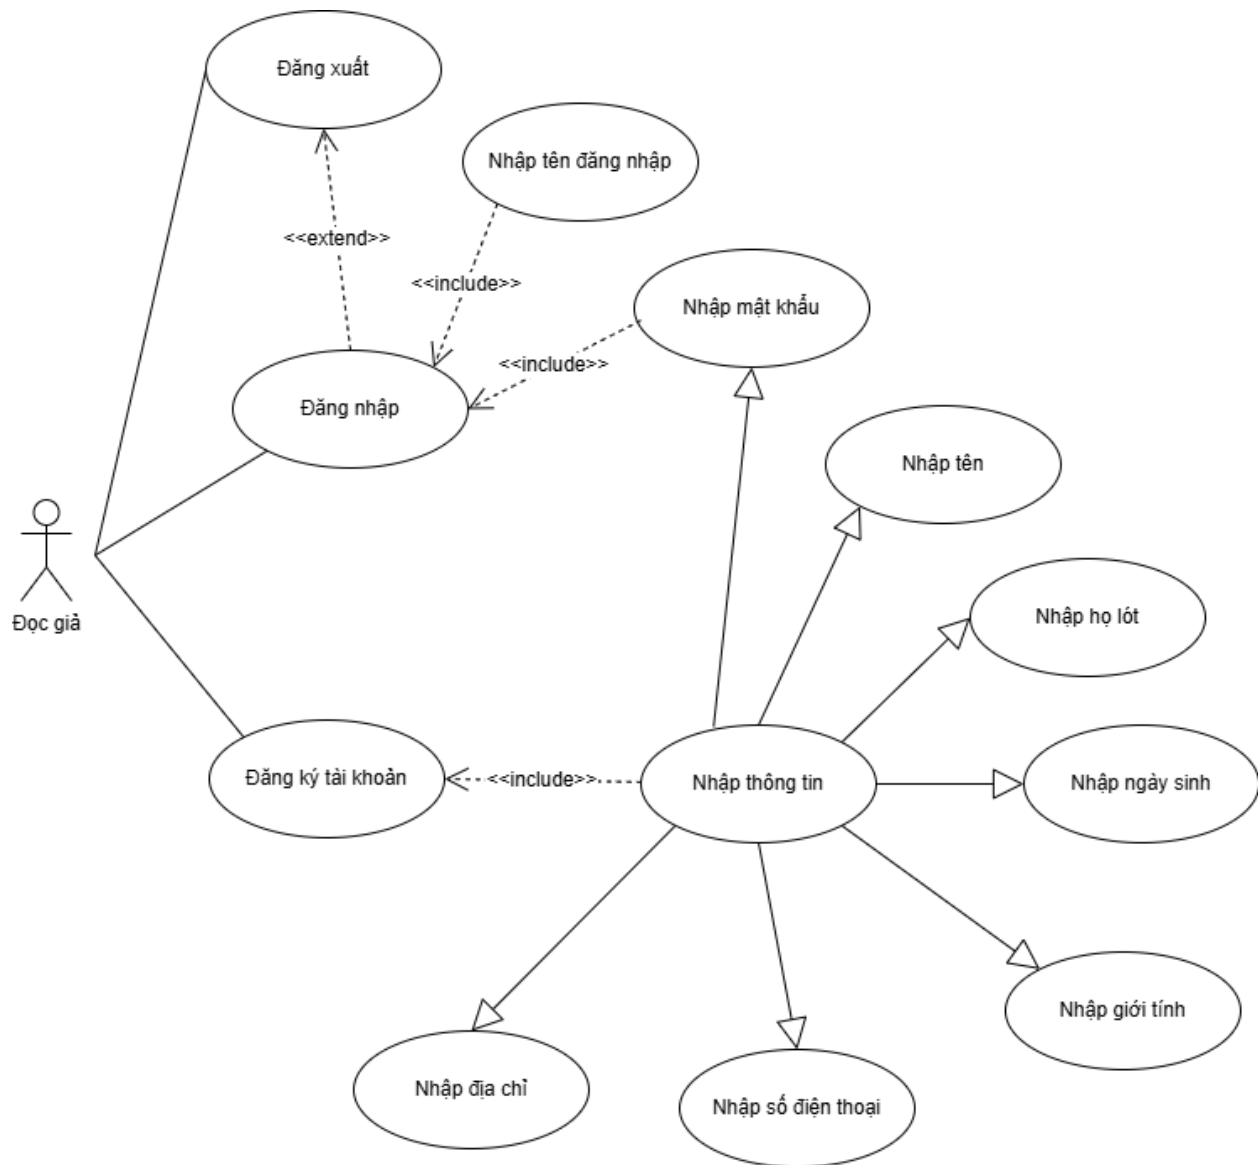 Đăng xuất
Nhập tên đăng nhập
<<extend>>
<<include>>
Nhập mật khẩu
<<include>>
Đăng nhập
Nhập tên
Nhập họ lót
Đọc giả
Đăng ký tài khoản
<<include>>
Nhập thông tin
Nhập ngày sinh
Nhập giới tính
Nhập địa chỉ
Nhập số điện thoại